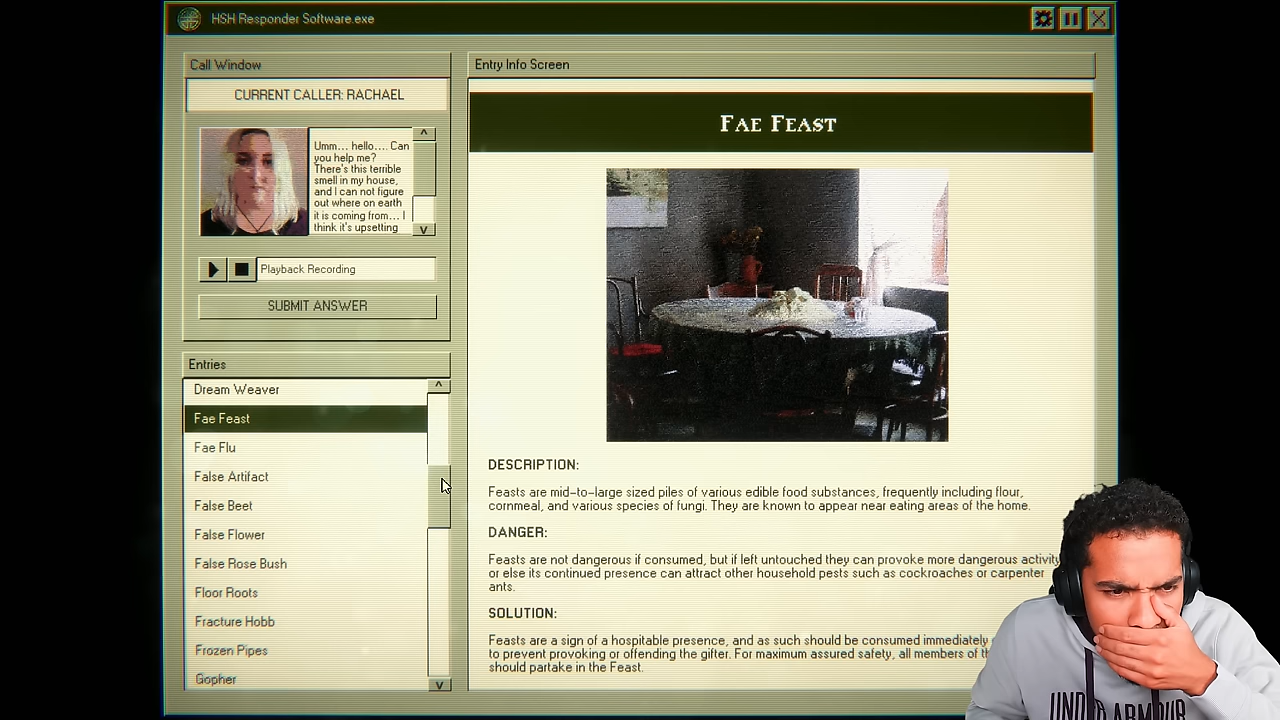 HSH Responder Software.exe
Call Window
CURRENT CALLER: RACHAEL
Umm... hello.... Can
you help me?
There's this terrible
smell in my house,
and I can not figure
out where on earth
it is coming from... I
think it's upsetting
Playback Recording
SUBMIT ANSWER
Entries
Dream Weaver
Fae Feast
Fae Flu
False Artifact
False Beet
False Flower
False Rose Bush
Floor Roots
Fracture Hobb
Frozen Pipes
Gopher
Entry Info Screen
Fae Feast
DESCRIPTION:
Feasts are mid-to-large sized piles of various edible food substances, frequently including flour,
cornmeal, and various species of fungi. They are known to appear near eating areas of the home.
DANGER:
Feasts are not dangerous if consumed, but if left untouched they can provoke more dangerous activity
or else its continued presence can attract other household pests such as cockroaches or carpenter
ants.
SOLUTION:
Feasts are a sign of a hospitable presence, and as such should be consumed immediately
to prevent provoking or offending the gifter. For maximum assured safety, all members of
should partake in the Feast.
UNDER ARMOUR